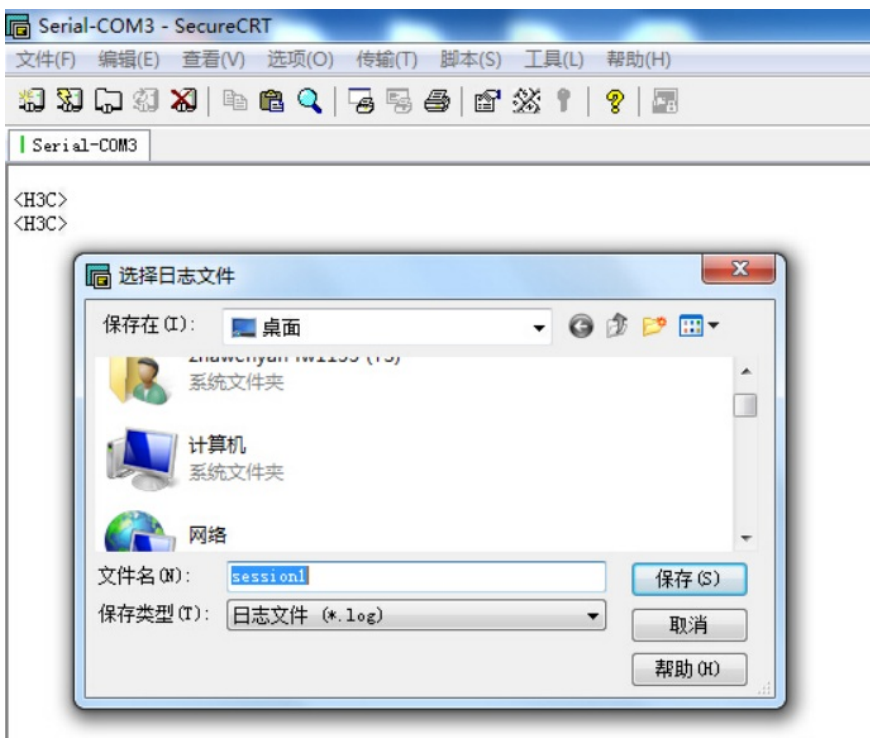 Serial-COM3 - SecureCRT
文件(F) 编辑(E) 查看(V) 选项(O) 传输(T) 脚本(S) 工具(L) 帮助(H)
Serial-COM3
<H3C>
<H3C>
选择日志文件
保存在(I): 桌面
系统文件夹
计算机
系统文件夹
网络
文件名(N): session1 保存(S)
保存类型(T): 日志文件 (*.log) 取消
帮助(H)